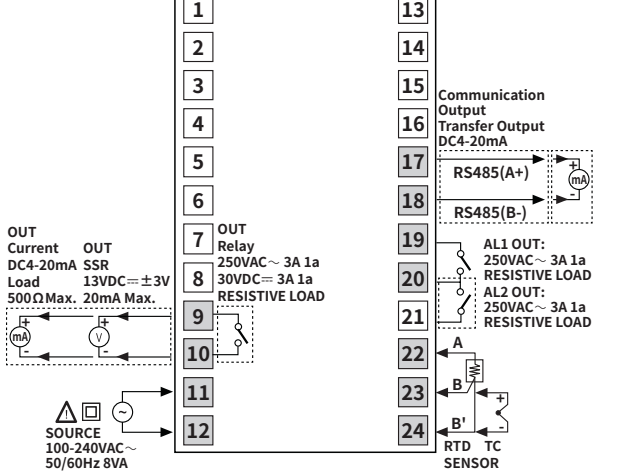 1
2
3
4
5
6
7
8
9
10
11
12
13
14
15
16
17
18
19
20
21
22
23
24
OUT
Relay
250VAC∼ 3A 1a
30VDC⎓ 3A 1a
RESISTIVE LOAD
OUT
Current
DC4-20mA
Load
500ΩMax.
OUT
SSR
13VDC⎓±3V
20mA Max.
+
mA
-
+
V
-
SOURCE
100-240VAC∼
50/60Hz 8VA
Communication
Output
Transfer Output
DC4-20mA
RS485(A+)
RS485(B-)
+
mA
-
AL1 OUT:
250VAC∼ 3A 1a
RESISTIVE LOAD
AL2 OUT:
250VAC∼ 3A 1a
RESISTIVE LOAD
A
B
B'
+
-
RTD TC
SENSOR